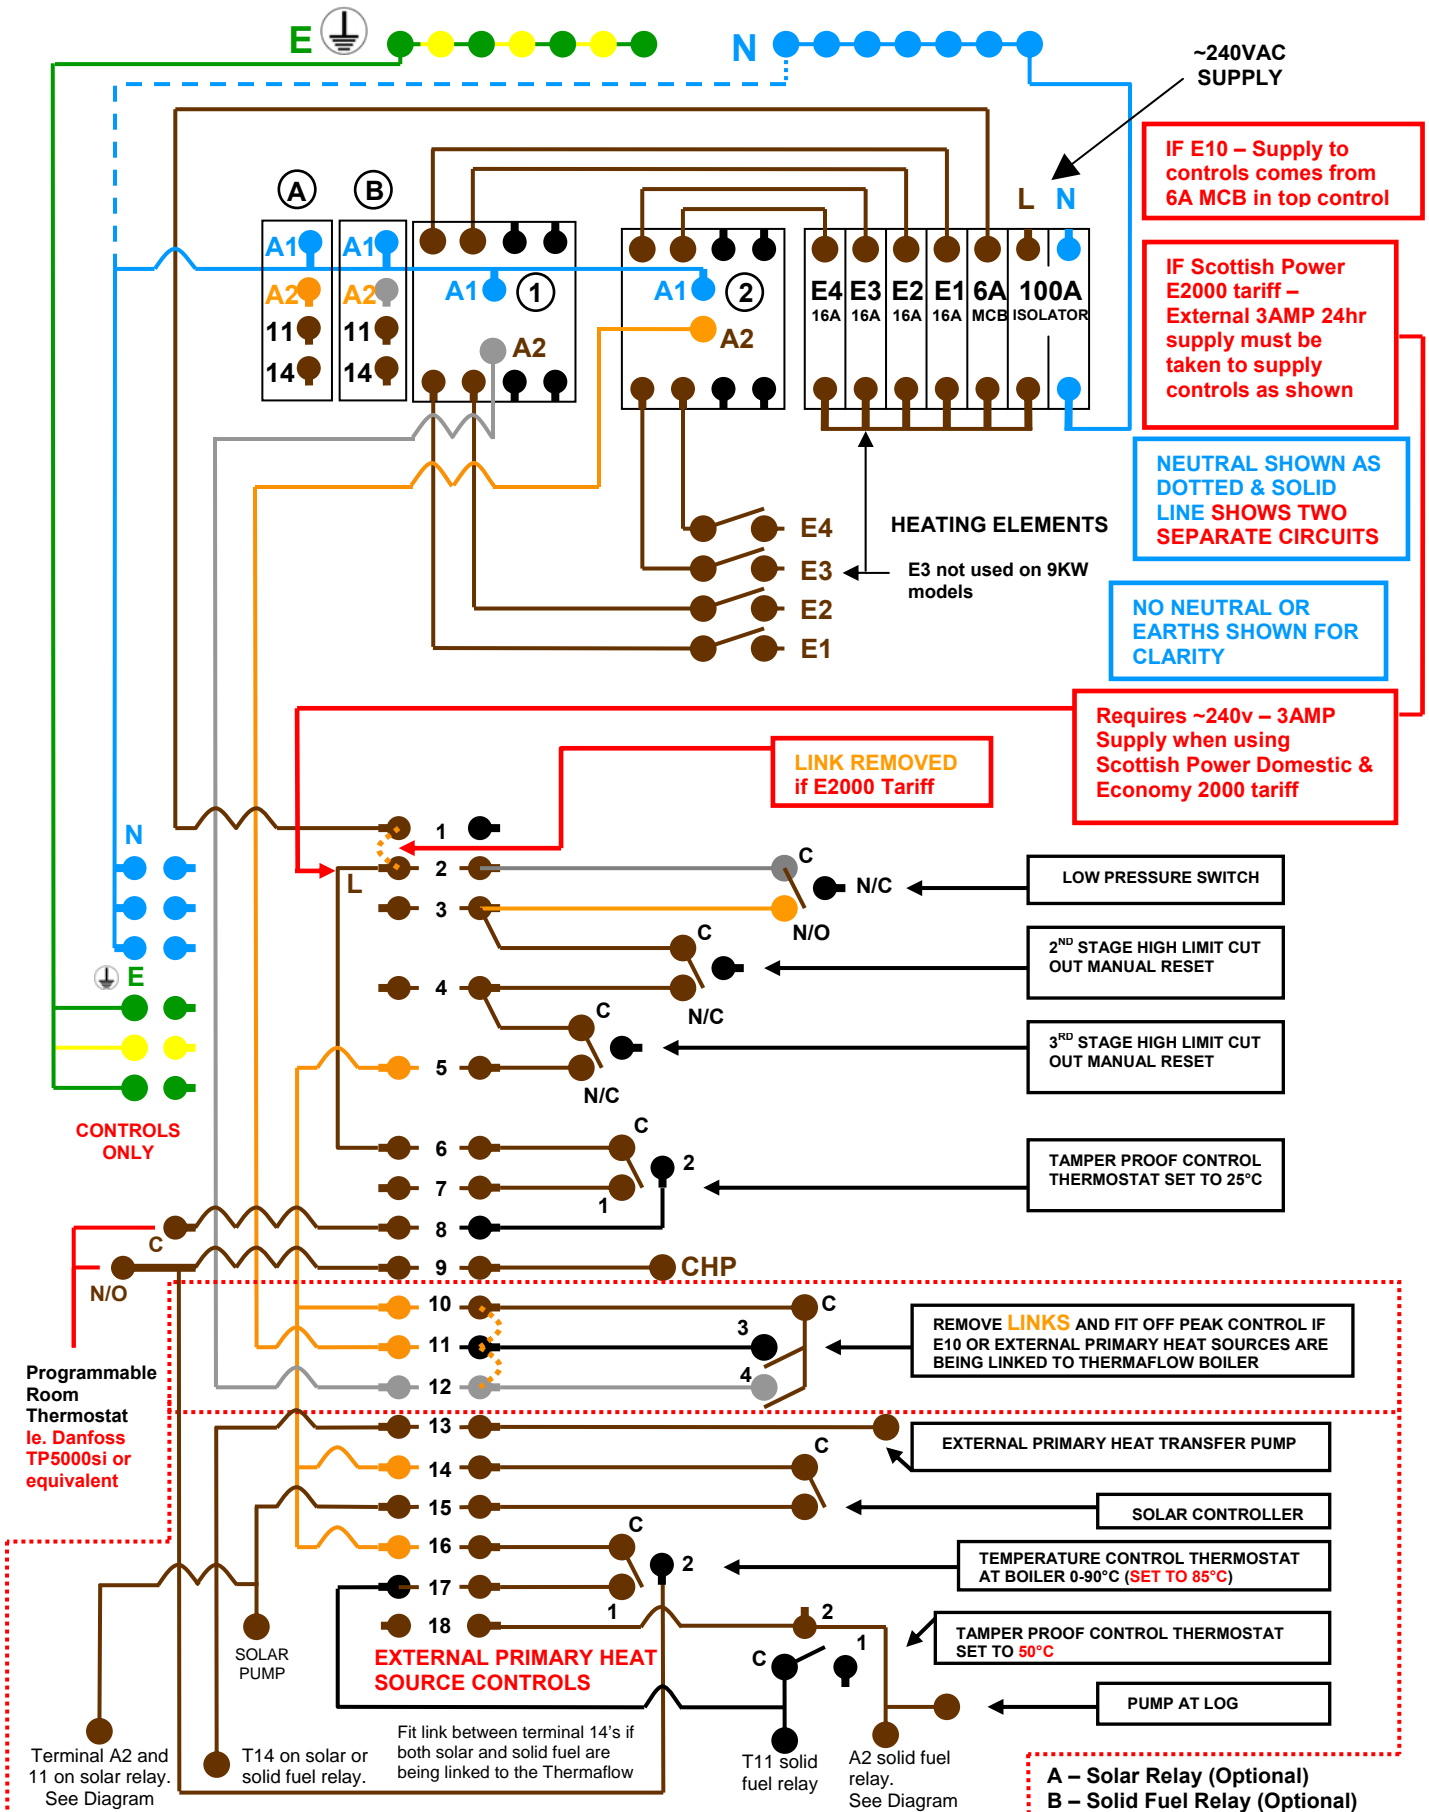 E
N
~240VAC
SUPPLY
IF E10 – Supply to
controls comes from
6A MCB in top control
L N
A
B
A1
A2
11
14
A1
A2
11
14
A1 1
A2
A1 2
A2
E4 E3 E2 E1 6A 100A
16A 16A 16A 16A MCB ISOLATOR
IF Scottish Power
E2000 tariff –
External 3AMP 24hr
supply must be
taken to supply
controls as shown
NEUTRAL SHOWN AS
DOTTED & SOLID
LINE SHOWS TWO
SEPARATE CIRCUITS
E4
HEATING ELEMENTS
E3
E3 not used on 9KW
models
E2
E1
NO NEUTRAL OR
EARTHS SHOWN FOR
CLARITY
Requires ~240v – 3AMP
Supply when using
Scottish Power Domestic &
Economy 2000 tariff
LINK REMOVED
if E2000 Tariff
N
1
L
2
C
N/C
LOW PRESSURE SWITCH
3
N/O
C
2ND STAGE HIGH LIMIT CUT
OUT MANUAL RESET
E
4
N/C
C
3RD STAGE HIGH LIMIT CUT
OUT MANUAL RESET
5
N/C
CONTROLS
ONLY
6
C
2
TAMPER PROOF CONTROL
THERMOSTAT SET TO 25°C
7
1
C
8
N/O
9
CHP
10
C
11
3
REMOVE LINKS AND FIT OFF PEAK CONTROL IF
E10 OR EXTERNAL PRIMARY HEAT SOURCES ARE
BEING LINKED TO THERMAFLOW BOILER
12
4
Programmable
Room
Thermostat
Ie. Danfoss
TP5000si or
equivalent
13
EXTERNAL PRIMARY HEAT TRANSFER PUMP
14
C
15
SOLAR CONTROLLER
16
C
2
TEMPERATURE CONTROL THERMOSTAT
AT BOILER 0-90°C (SET TO 85°C)
17
1
18
2
TAMPER PROOF CONTROL THERMOSTAT
SET TO 50°C
SOLAR
PUMP
EXTERNAL PRIMARY HEAT
SOURCE CONTROLS
C
1
PUMP AT LOG
Terminal A2 and
11 on solar relay.
See Diagram
T14 on solar or
solid fuel relay.
Fit link between terminal 14's if
both solar and solid fuel are
being linked to the Thermaflow
T11 solid
fuel relay
A2 solid fuel
relay.
See Diagram
A – Solar Relay (Optional)
B – Solid Fuel Relay (Optional)